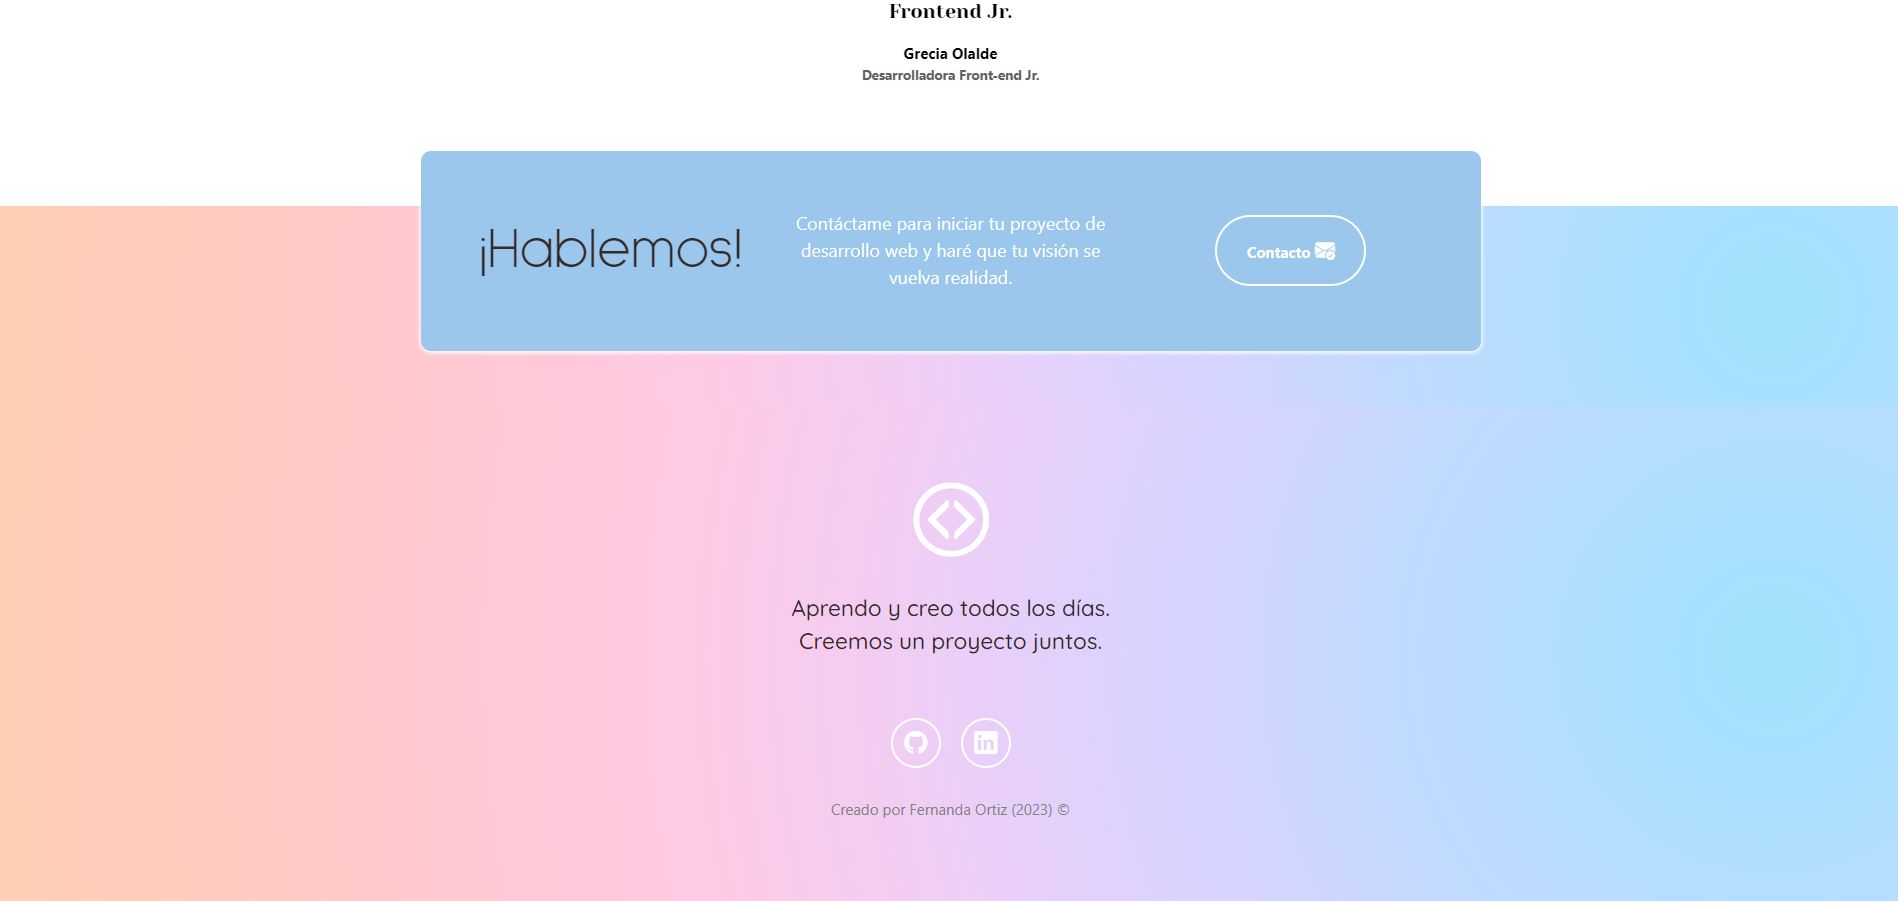 Frontend Jr.
Grecia Olalde
Desarrolladora Front-end Jr.
¡Hablemos!
Contáctame para iniciar tu proyecto de
desarrollo web y haré que tu visión se
vuelva realidad.
Contacto
Aprendo y creo todos los días.
Creemos un proyecto juntos.
in
Creado por Fernanda Ortiz (2023) ©